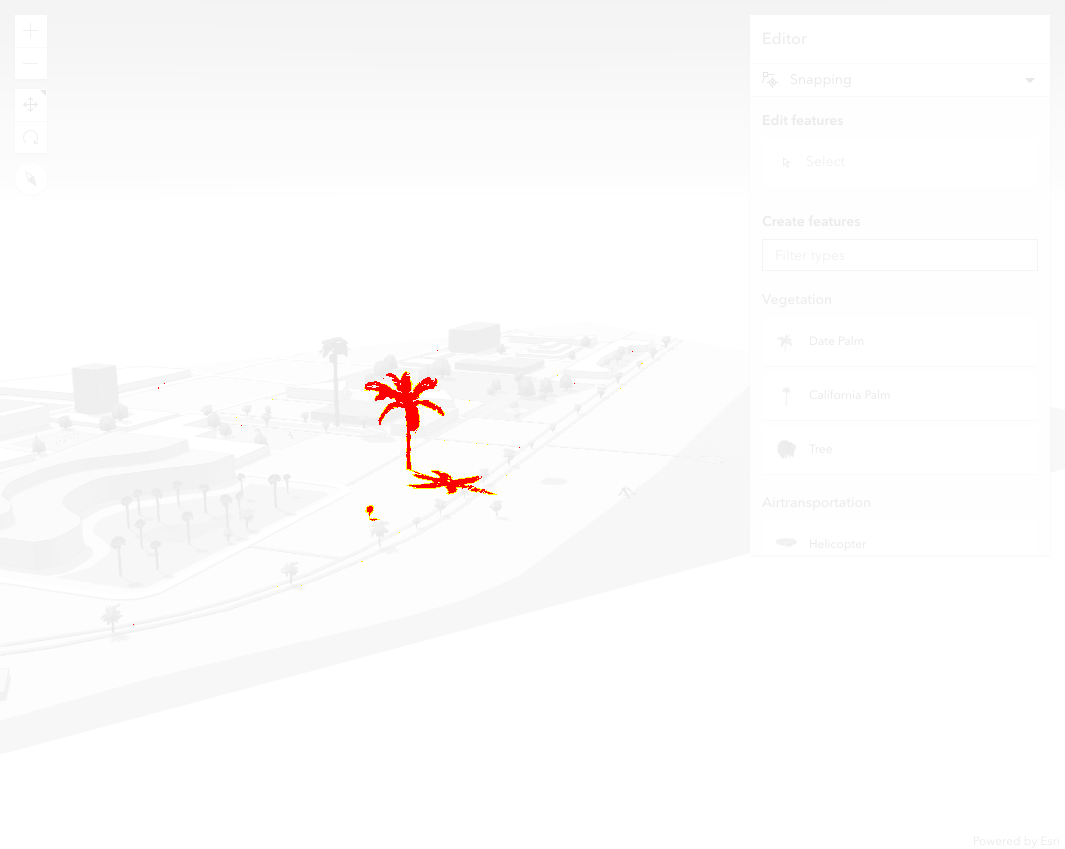 Editor
Snapping
Edit features
Select
Create features
Filter types
Vegetation
Date Palm
California Palm
Tree
Airtransportation
Helicopter
Powered by Esri